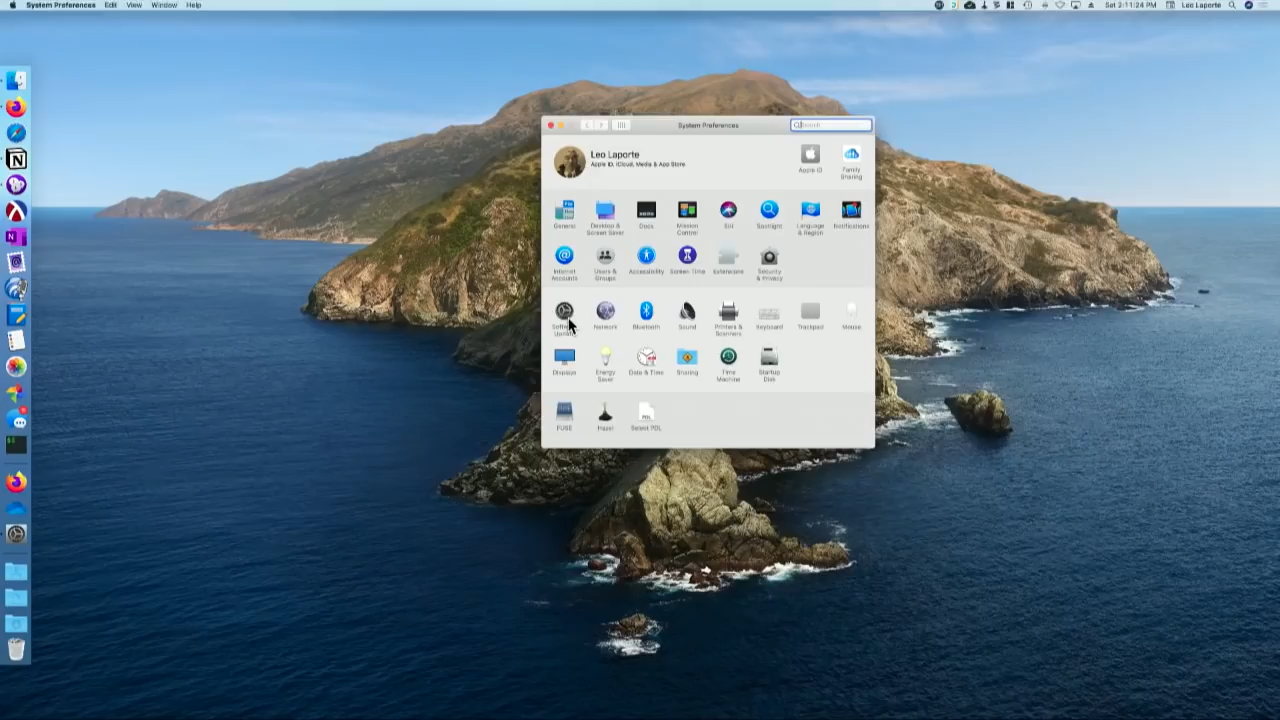 System Preferences Edit View Window Help
Sat 2:11:24 PM Leo Laporte
System Preferences
Search
Leo Laporte
Apple ID, iCloud, Media & App Store
Apple ID
Family Sharing
General
Desktop & Screen Saver
Dock
Mission Control
Siri
Spotlight
Language & Region
Notifications
Internet Accounts
Users & Groups
Accessibility
Screen Time
Extensions
Security & Privacy
Software Update
Network
Bluetooth
Sound
Printers & Scanners
Keyboard
Trackpad
Mouse
Displays
Energy Saver
Date & Time
Sharing
Time Machine
Startup Disk
FUSE
Hazel
Select PDL